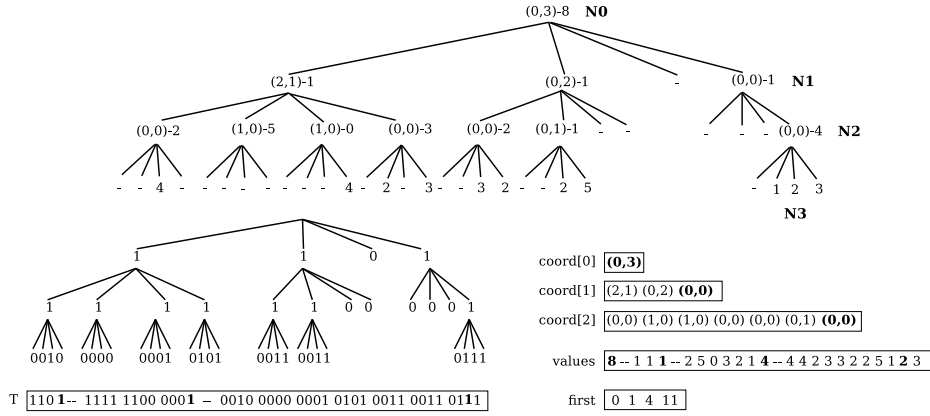 (0,3)-8 N0
(2,1)-1 (0,2)-1 - (0,0)-1 N1
(0,0)-2 (1,0)-5 (1,0)-0 (0,0)-3 (0,0)-2 (0,1)-1 - - - - - (0,0)-4 N2
- - 4 - - - - - - - - 4 - 2 - 3 - - 3 2 - - 2 5 - 1 2 3
N3
1 1 0 1
1 1 1 1 1 1 0 0 0 0 0 1
0010 0000 0001 0101 0011 0011 0111
T 110 1-- 1111 1100 0001 – 0010 0000 0001 0101 0011 0011 0111
coord[0] (0,3)
coord[1] (2,1) (0,2) (0,0)
coord[2] (0,0) (1,0) (1,0) (0,0) (0,0) (0,1) (0,0)
values 8 -- 1 1 1 -- 2 5 0 3 2 1 4 -- 4 4 2 3 3 2 2 5 1 2 3
first 0 1 4 11